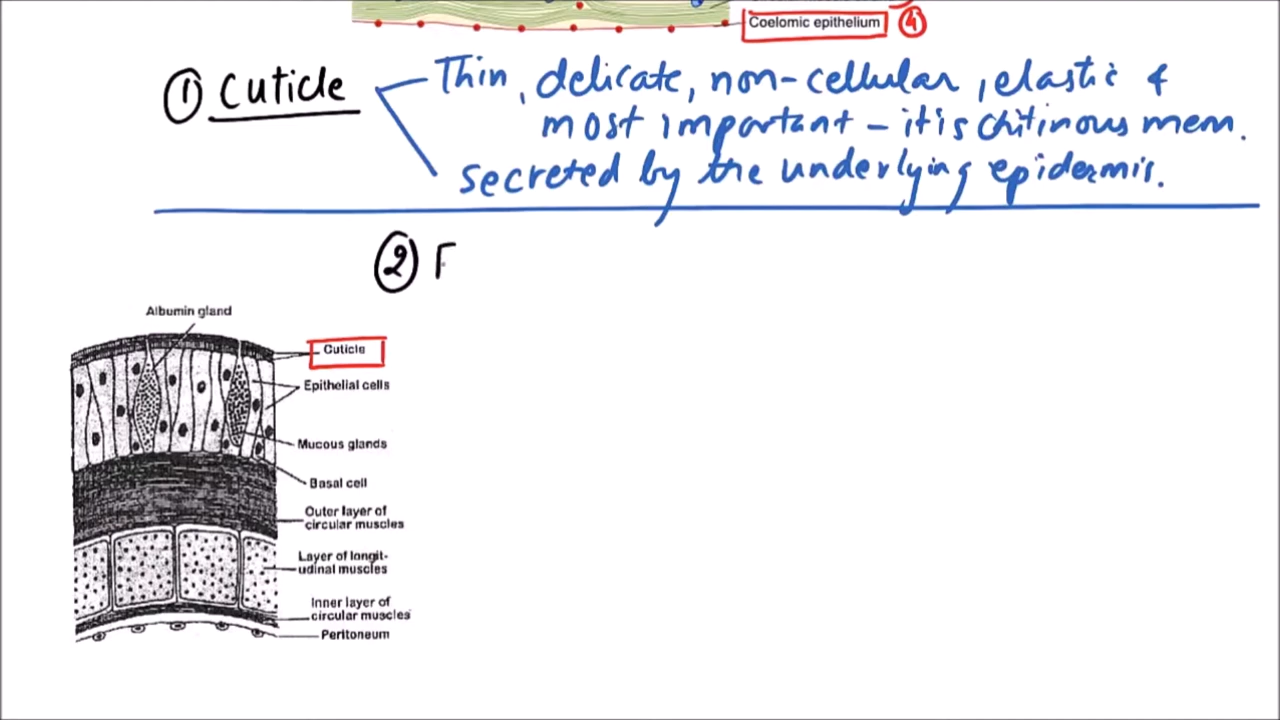 Coelomic epithelium 4
① Cuticle
Thin, delicate, non-cellular, elastic &
most important - it is chitinous mem.
secreted by the underlying epidermis.
②
Albumin gland
Cuticle
Epithelial cells
Mucous glands
Basal cell
Outer layer of
circular muscles
Layer of longit-
udinal muscles
Inner layer of
circular muscles
Peritoneum